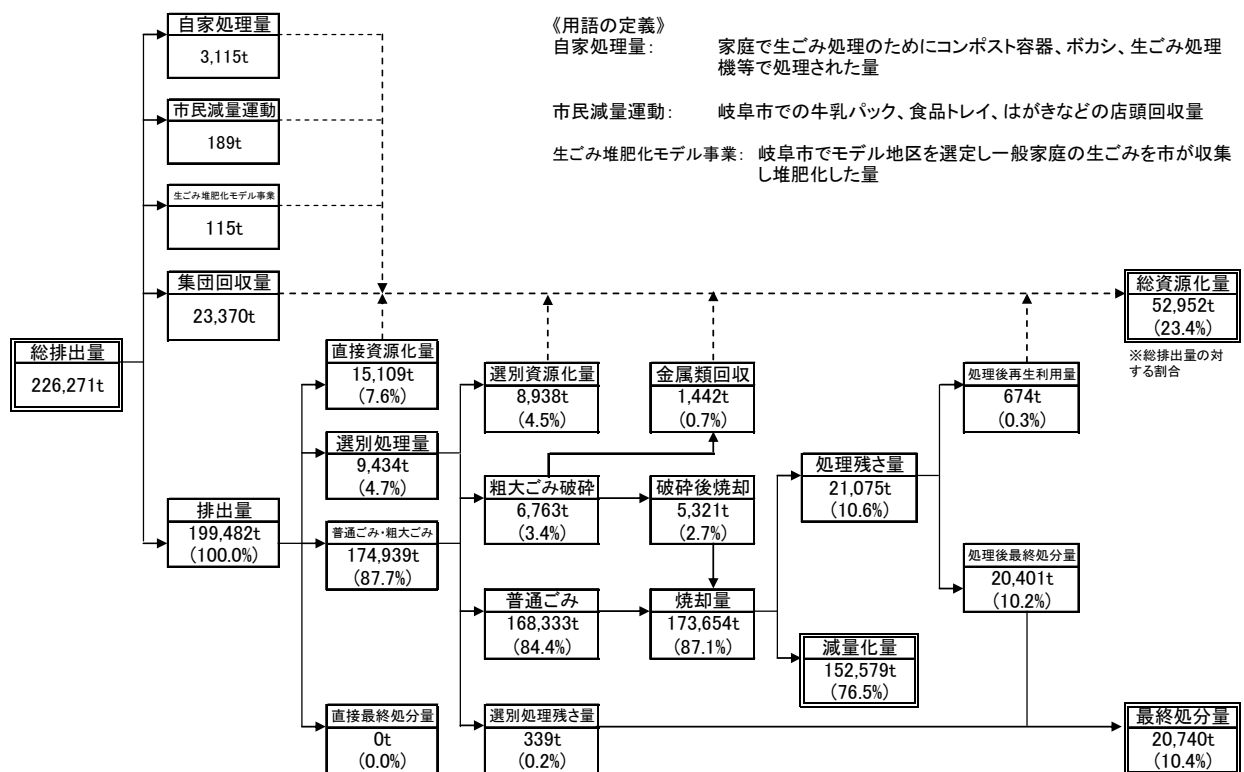 自家処理量
3,115t
市民減量運動
189t
生ごみ堆肥化モデル事業
115t
集団回収量
23,370t
総排出量
226,271t
排出量
199,482t
(100.0%)
直接資源化量
15,109t
(7.6%)
選別処理量
9,434t
(4.7%)
普通ごみ・粗大ごみ
174,939t
(87.7%)
直接最終処分量
0t
(0.0%)
選別資源化量
8,938t
(4.5%)
粗大ごみ破砕
6,763t
(3.4%)
普通ごみ
168,333t
(84.4%)
選別処理残さ量
339t
(0.2%)
金属類回収
1,442t
(0.7%)
破砕後焼却
5,321t
(2.7%)
焼却量
173,654t
(87.1%)
処理残さ量
21,075t
(10.6%)
減量化量
152,579t
(76.5%)
処理後再生利用量
674t
(0.3%)
処理後最終処分量
20,401t
(10.2%)
総資源化量
52,952t
(23.4%)
※総排出量の対
する割合
最終処分量
20,740t
(10.4%)
《用語の定義》
自家処理量: 家庭で生ごみ処理のためにコンポスト容器、ボカシ、生ごみ処理
機等で処理された量
市民減量運動: 岐阜市での牛乳パック、食品トレイ、はがきなどの店頭回収量
生ごみ堆肥化モデル事業: 岐阜市でモデル地区を選定し一般家庭の生ごみを市が収集
し堆肥化した量